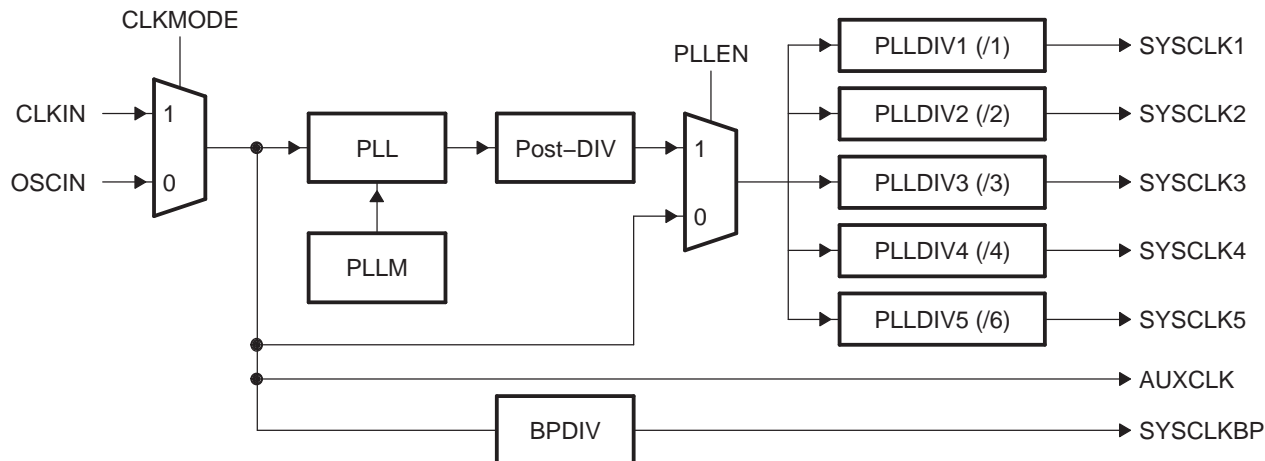 CLKMODE
CLKIN
1
OSCIN
0
PLL
Post−DIV
PLLM
PLLEN
1
0
PLLDIV1 (/1)
SYSCLK1
PLLDIV2 (/2)
SYSCLK2
PLLDIV3 (/3)
SYSCLK3
PLLDIV4 (/4)
SYSCLK4
PLLDIV5 (/6)
SYSCLK5
AUXCLK
BPDIV
SYSCLKBP